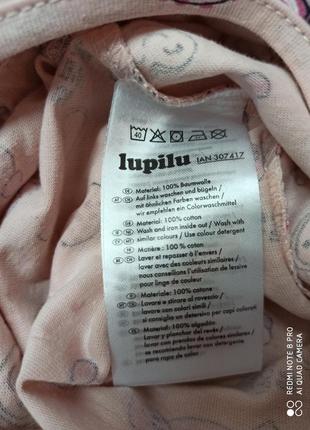 40
lupilu IAN 307417
Material: 100% Baumwolle
Auf links waschen und bügeln /
mit ähnlichen Farben waschen /
wir empfehlen ein Colorwaschmittel
Material: 100% cotton
Wash and iron inside out / Wash with
similar colours / Use colour detergent
Matière : 100% coton
Laver et repasser à l'envers /
laver avec des couleurs similaires /
nous conseillons l'utilisation de lessive
pour linge de couleur
Materiale: 100% cotone
Lavare e stirare al rovescio /
lavare con colori simili /
si consiglia un detersivo per capi colorati
Material: 100% algodón
Lavar y planchar del revés /
lavar con colores similares /
para ropa de color
REDMI NOTE 8 PRO
AI QUAD CAMERA